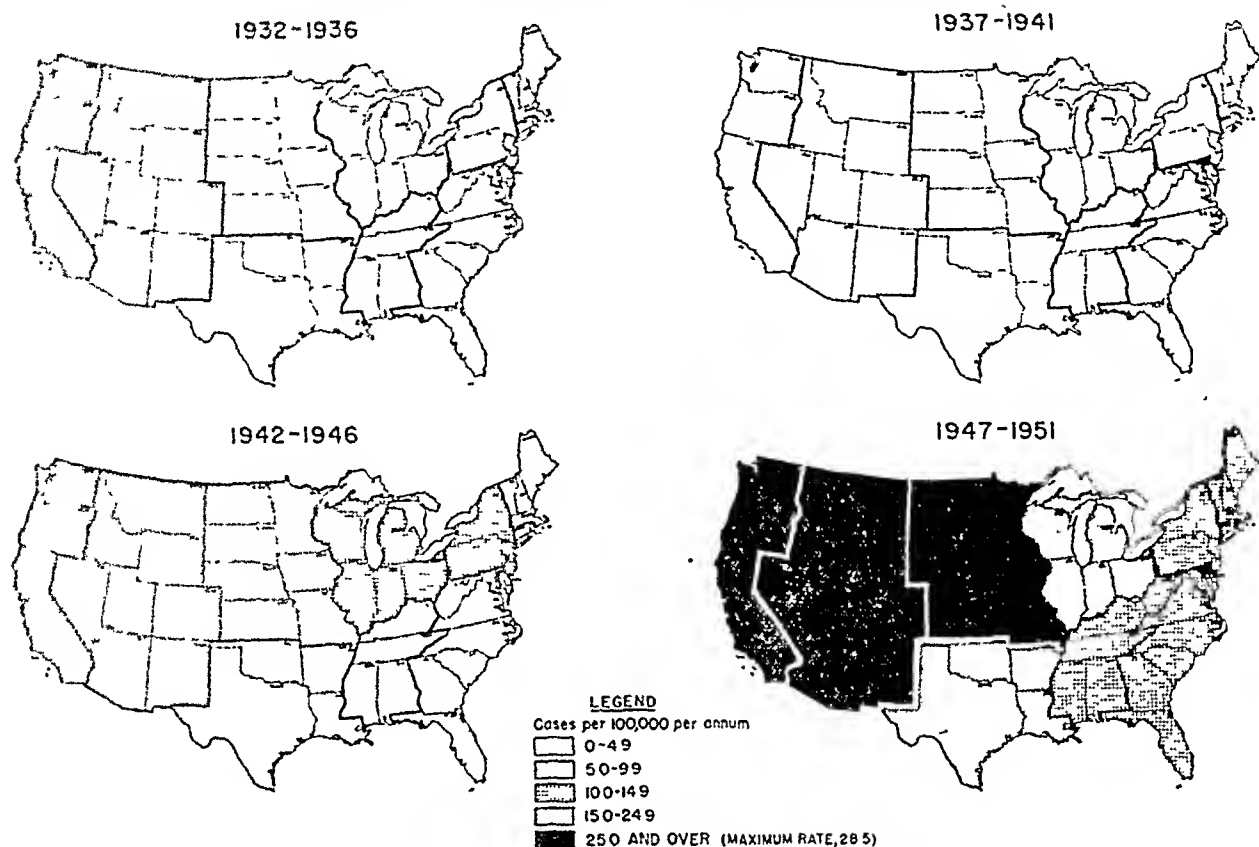 1932-1936
1937-1941
1942-1946
1947-1951
LEGEND
Cases per 100,000 per annum
0-49
50-99
100-149
150-249
250 AND OVER (MAXIMUM RATE, 28 5)